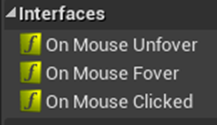 Interfaces
On Mouse Unfover
On Mouse Fover
On Mouse Clicked